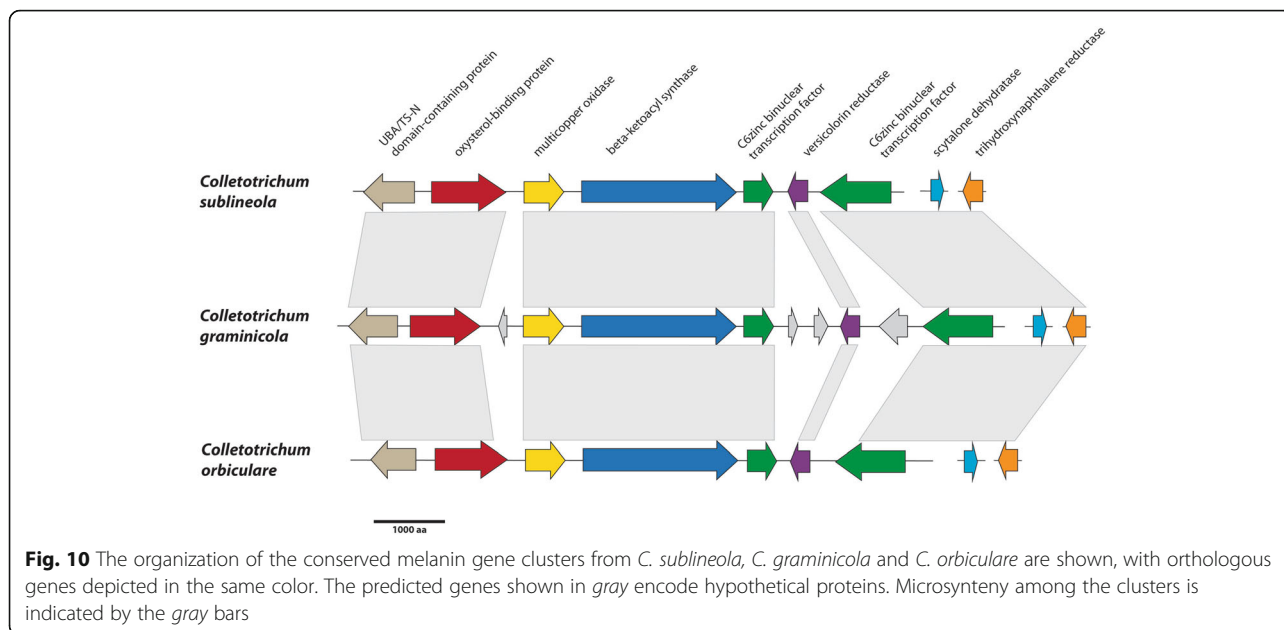 UBA/TS-N
domain-containing protein
oxysterol-binding protein
multicopper oxidase
beta-ketoacyl synthase
C6zinc binuclear
transcription factor
versicolorin reductase
C6zinc binuclear
transcription factor
scytalone dehydratase
trihydroxynaphthalene reductase
Colletotrichum
sublineola
Colletotrichum
graminicola
Colletotrichum
orbiculare
1000 aa
Fig. 10 The organization of the conserved melanin gene clusters from C. sublineola, C. graminicola and C. orbiculare are shown, with orthologous
genes depicted in the same color. The predicted genes shown in gray encode hypothetical proteins. Microsynteny among the clusters is
indicated by the gray bars